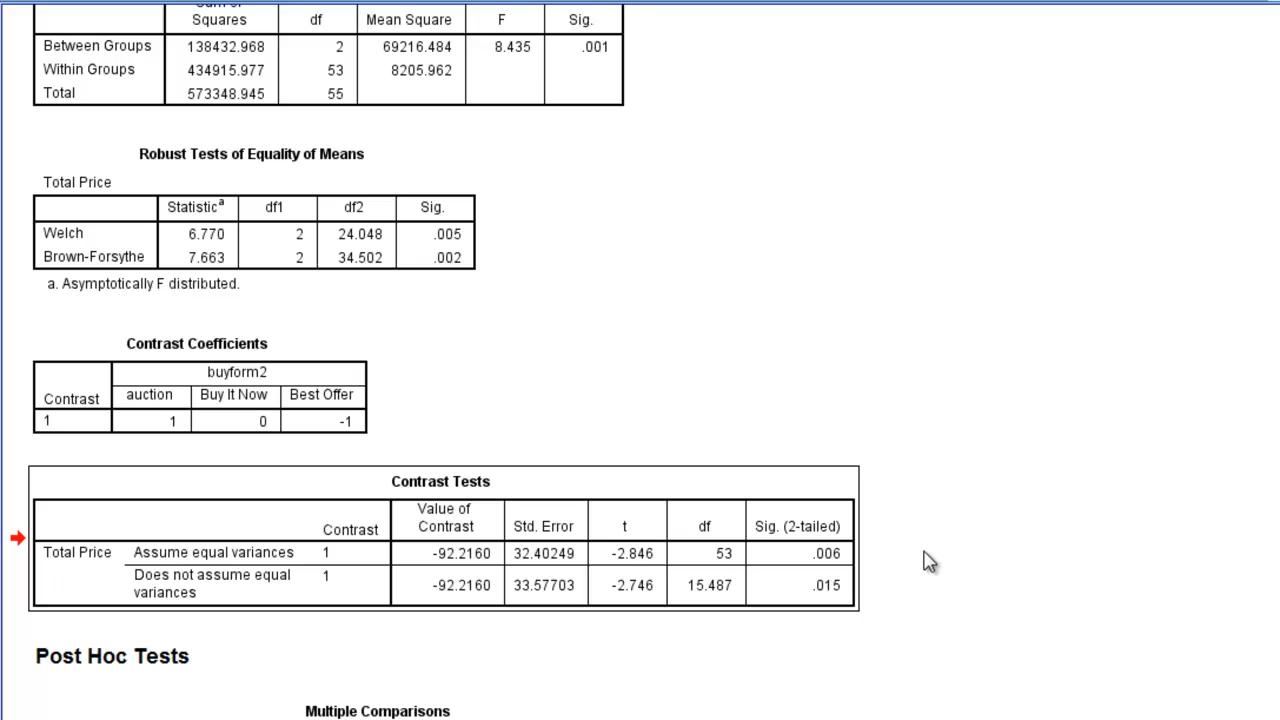 Squares df Mean Square F Sig.
Between Groups 138432.968 2 69216.484 8.435 .001
Within Groups 434915.977 53 8205.962
Total 573348.945 55
Robust Tests of Equality of Means
Total Price
Statistic^a df1 df2 Sig.
Welch 6.770 2 24.048 .005
Brown-Forsythe 7.663 2 34.502 .002
a. Asymptotically F distributed.
Contrast Coefficients
buyform2
Contrast auction Buy It Now Best Offer
1 1 0 -1
Contrast Tests
Contrast Value of Contrast Std. Error t df Sig. (2-tailed)
Total Price Assume equal variances 1 -92.2160 32.40249 -2.846 53 .006
Does not assume equal variances 1 -92.2160 33.57703 -2.746 15.487 .015
Post Hoc Tests
Multiple Comparisons